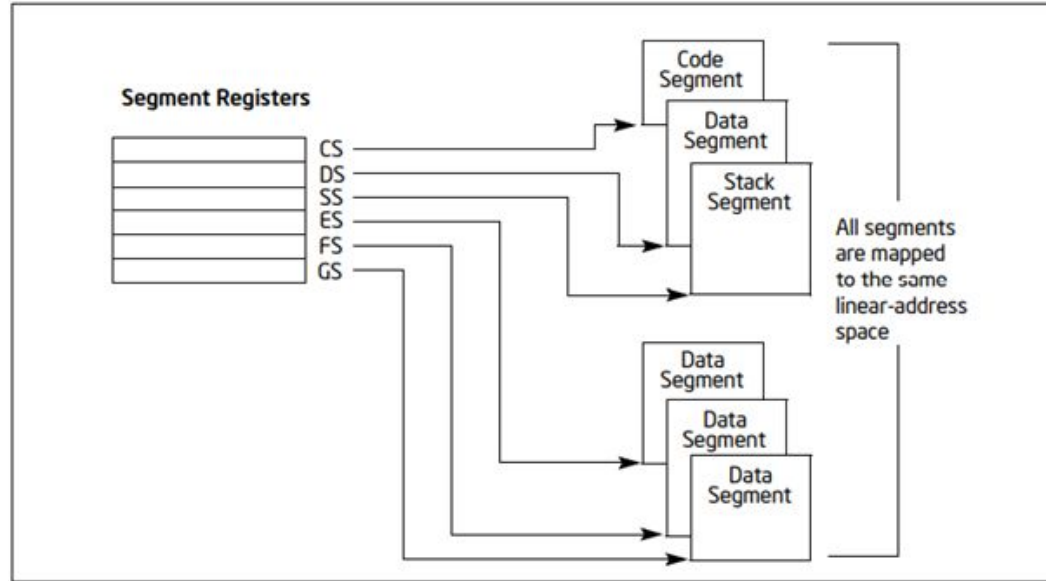 Segment Registers
CS
DS
SS
ES
FS
GS
Code
Segment
Data
Segment
Stack
Segment
Data
Segment
Data
Segment
Data
Segment
All segments
are mapped
to the same
linear-address
space